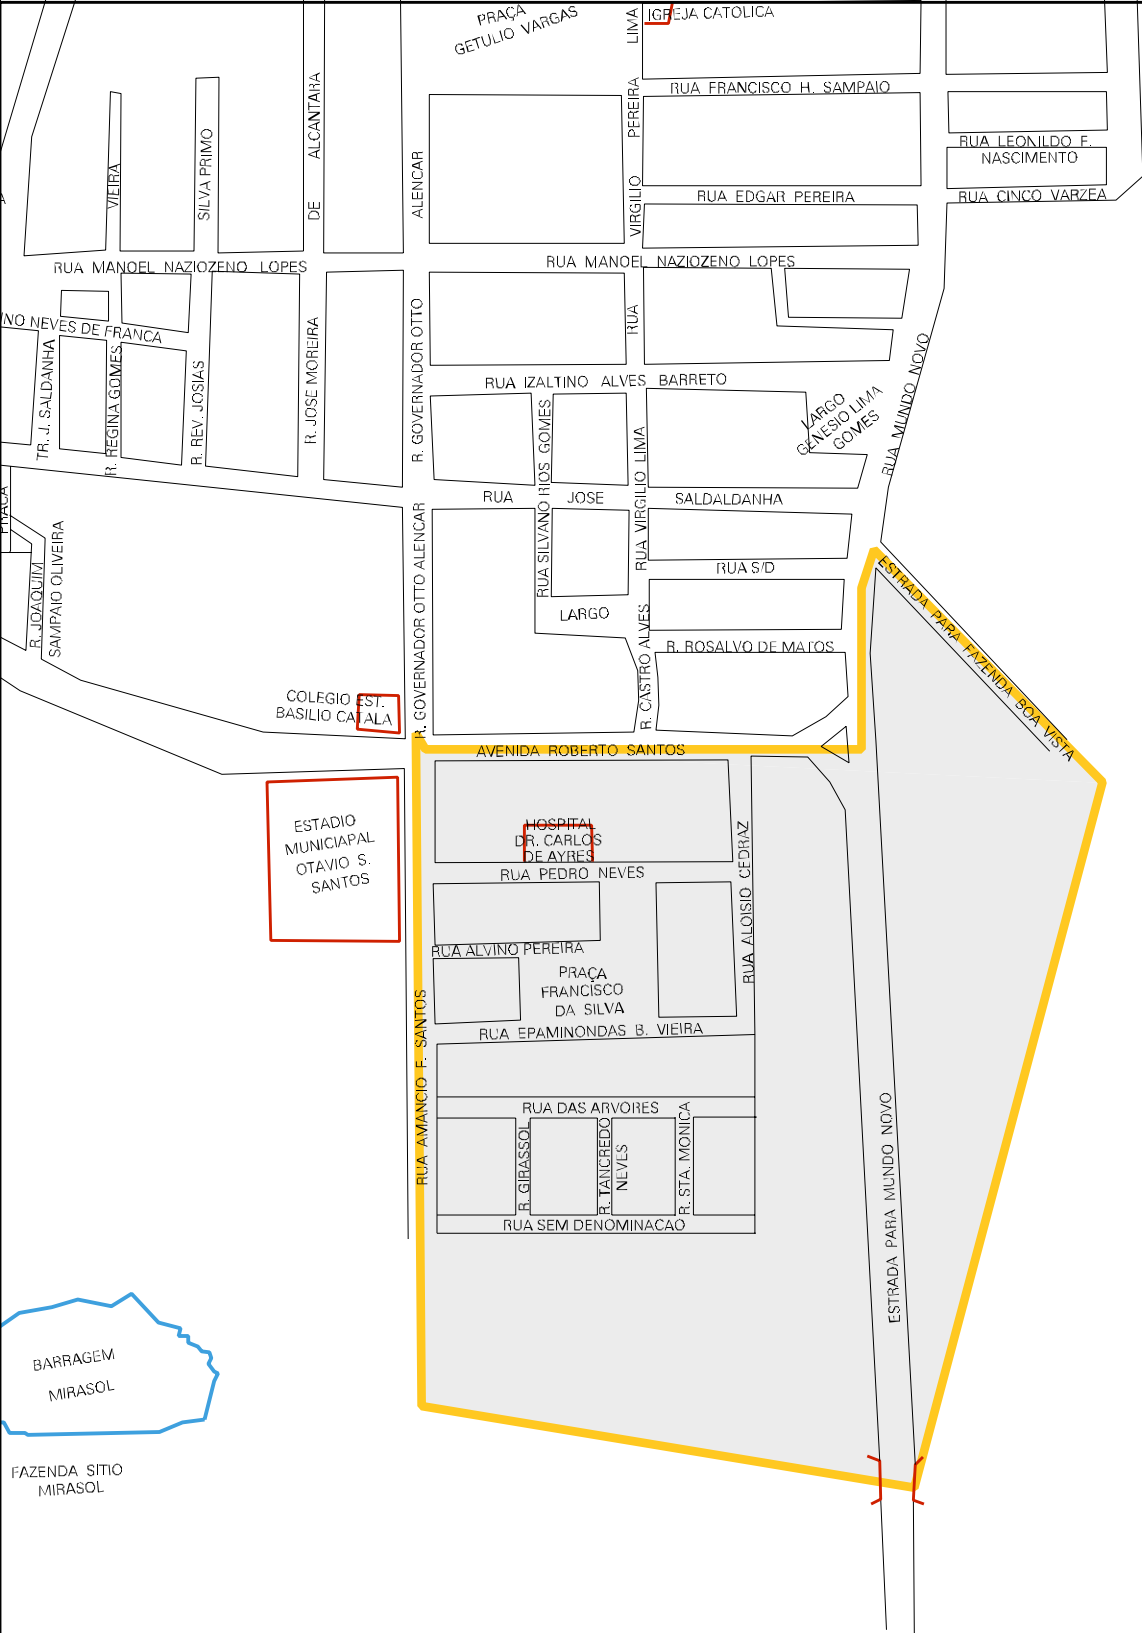 PRAÇA
GETULIO VARGAS
IGREJA CATOLICA
RUA FRANCISCO H. SAMPAIO
RUA LEONILDO F.
NASCIMENTO
RUA EDGAR PEREIRA
RUA CINCO VARZEA
VIEIRA
SILVA PRIMO
DE ALCANTARA
ALENCAR
VIRGILIO PEREIRA LIMA
RUA MANOEL NAZIOZENO LOPES
RUA MANOEL NAZIOZENO LOPES
INO NEVES DE FRANCA
TR. J. SALDANHA
R. REGINA GOMES
R. REV. JOSIAS
R. JOSE MOREIRA
R. GOVERNADOR OTTO
RUA
RUA IZALTINO ALVES BARRETO
LARGO
GENESIO LIMA
GOMES
RUA MUNDO NOVO
RUA SILVANO RIOS GOMES
RUA VIRGILIO LIMA
RUA JOSE SALDALDANHA
PRACA
R. JOAQUIM
SAMPAIO OLIVEIRA
R. GOVERNADOR OTTO ALENCAR
RUA S/D
LARGO
R. CASTRO ALVES
R. ROSALVO DE MATOS
ESTRADA PARA FAZENDA BOA VISTA
COLEGIO EST.
BASILIO CATALA
AVENIDA ROBERTO SANTOS
ESTADIO
MUNICIAPAL
OTAVIO S.
SANTOS
HOSPITAL
DR. CARLOS
DE AYRES
RUA PEDRO NEVES
RUA ALOISIO CEDRAZ
RUA ALVINO PEREIRA
PRAÇA
FRANCISCO
DA SILVA
RUA EPAMINONDAS B. VIEIRA
RUA AMANCIO F. SANTOS
RUA DAS ARVORES
R. GIRASSOL
R. TANCREDO
NEVES
R. STA. MONICA
RUA SEM DENOMINACAO
ESTRADA PARA MUNDO NOVO
BARRAGEM
MIRASOL
FAZENDA SITIO
MIRASOL